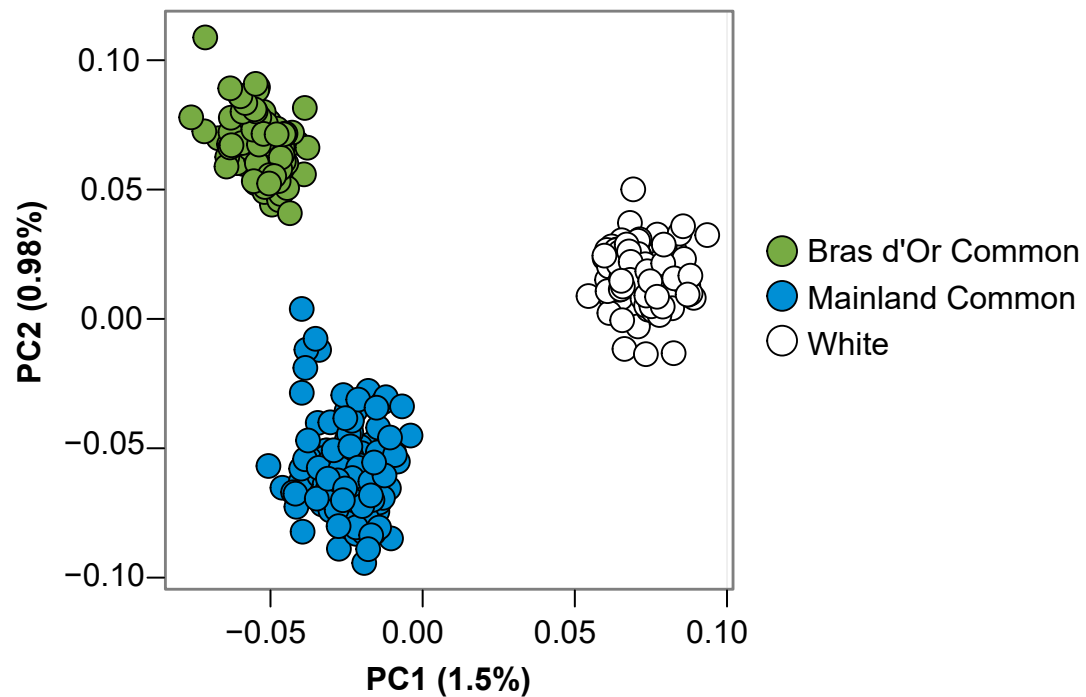 0.10
0.05
0.00
−0.05
−0.10
PC2 (0.98%)
−0.05
0.00
0.05
0.10
PC1 (1.5%)
Bras d'Or Common
Mainland Common
White